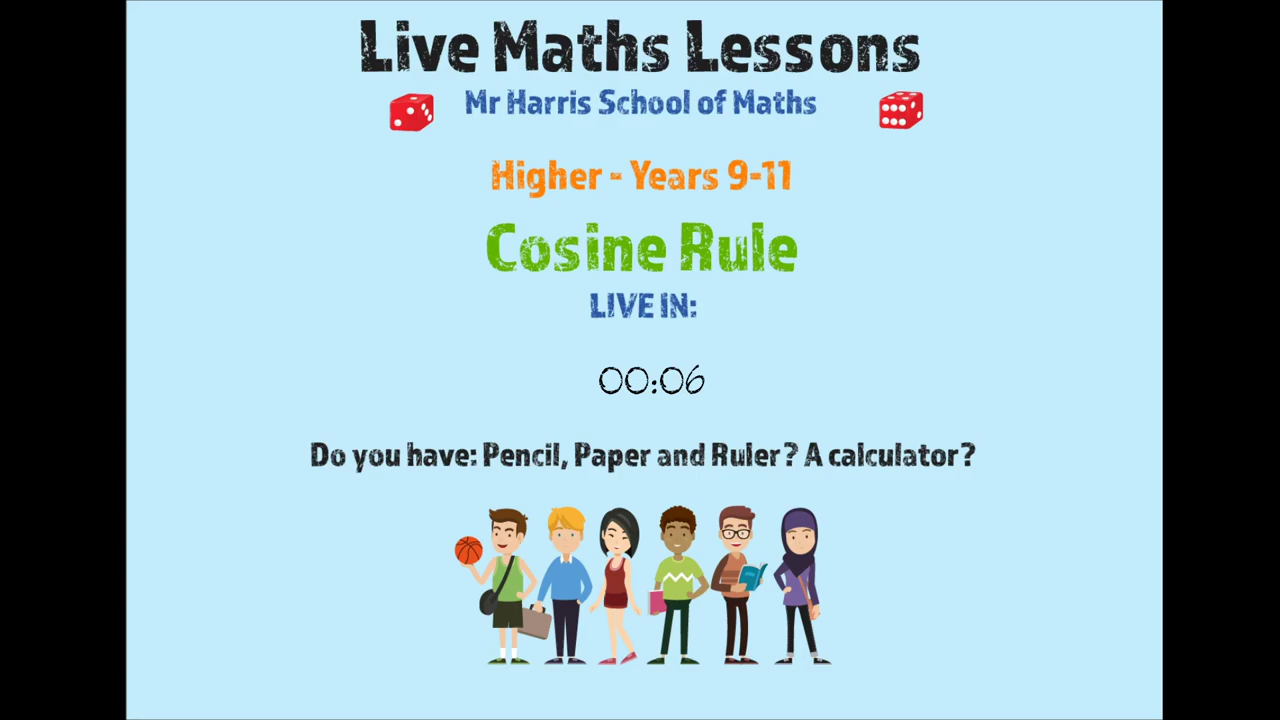 Live Maths Lessons
Mr Harris School of Maths
Higher - Years 9-11
Cosine Rule
LIVE IN:
00:06
Do you have: Pencil, Paper and Ruler? A calculator?